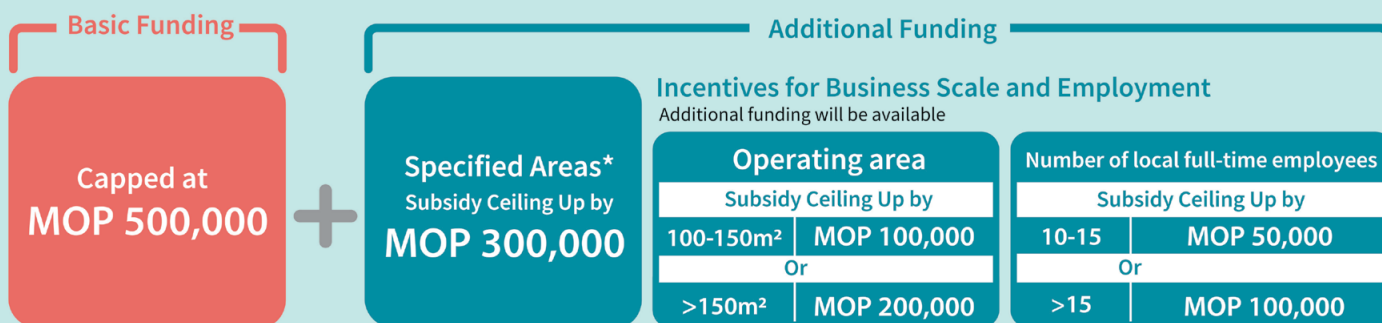 Basic Funding
Additional Funding
Capped at
MOP 500,000
Specified Areas*
Subsidy Ceiling Up by
MOP 300,000
Incentives for Business Scale and Employment
Additional funding will be available
Operating area
Subsidy Ceiling Up by
100-150m² MOP 100,000
Or
>150m² MOP 200,000
Number of local full-time employees
Subsidy Ceiling Up by
10-15 MOP 50,000
Or
>15 MOP 100,000